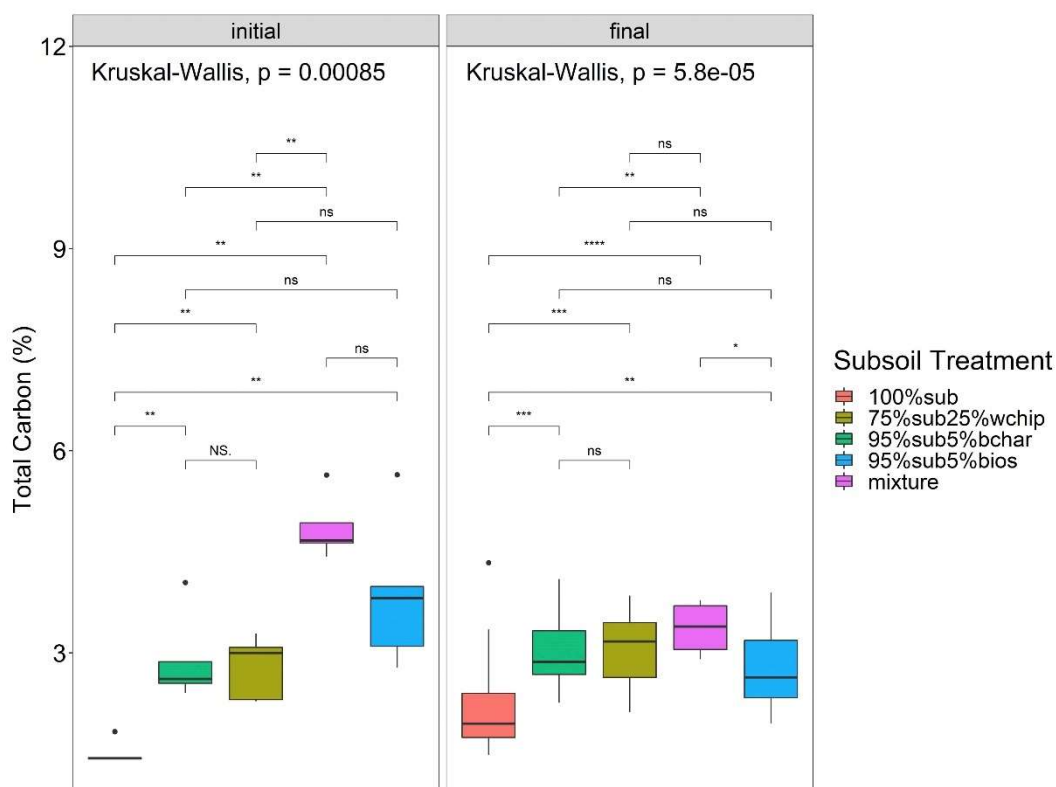 initial
final
Kruskal-Wallis, p = 0.00085
Kruskal-Wallis, p = 5.8e-05
**
**
ns
**
ns
**
ns
**
**
NS.
ns
**
ns
****
ns
***
*
**
***
ns
12
9
6
3
Total Carbon (%)
Subsoil Treatment
100%sub
75%sub25%wchip
95%sub5%bchar
95%sub5%bios
mixture